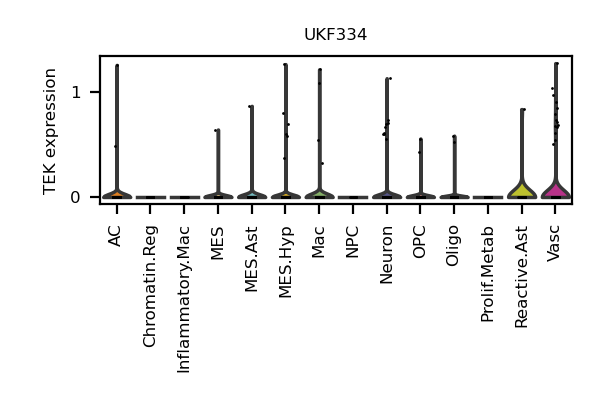 UKF334
TEK expression
1
0
AC
Chromatin.Reg
Inflammatory.Mac
MES
MES.Ast
MES.Hyp
Mac
NPC
Neuron
OPC
Oligo
Prolif.Metab
Reactive.Ast
Vasc